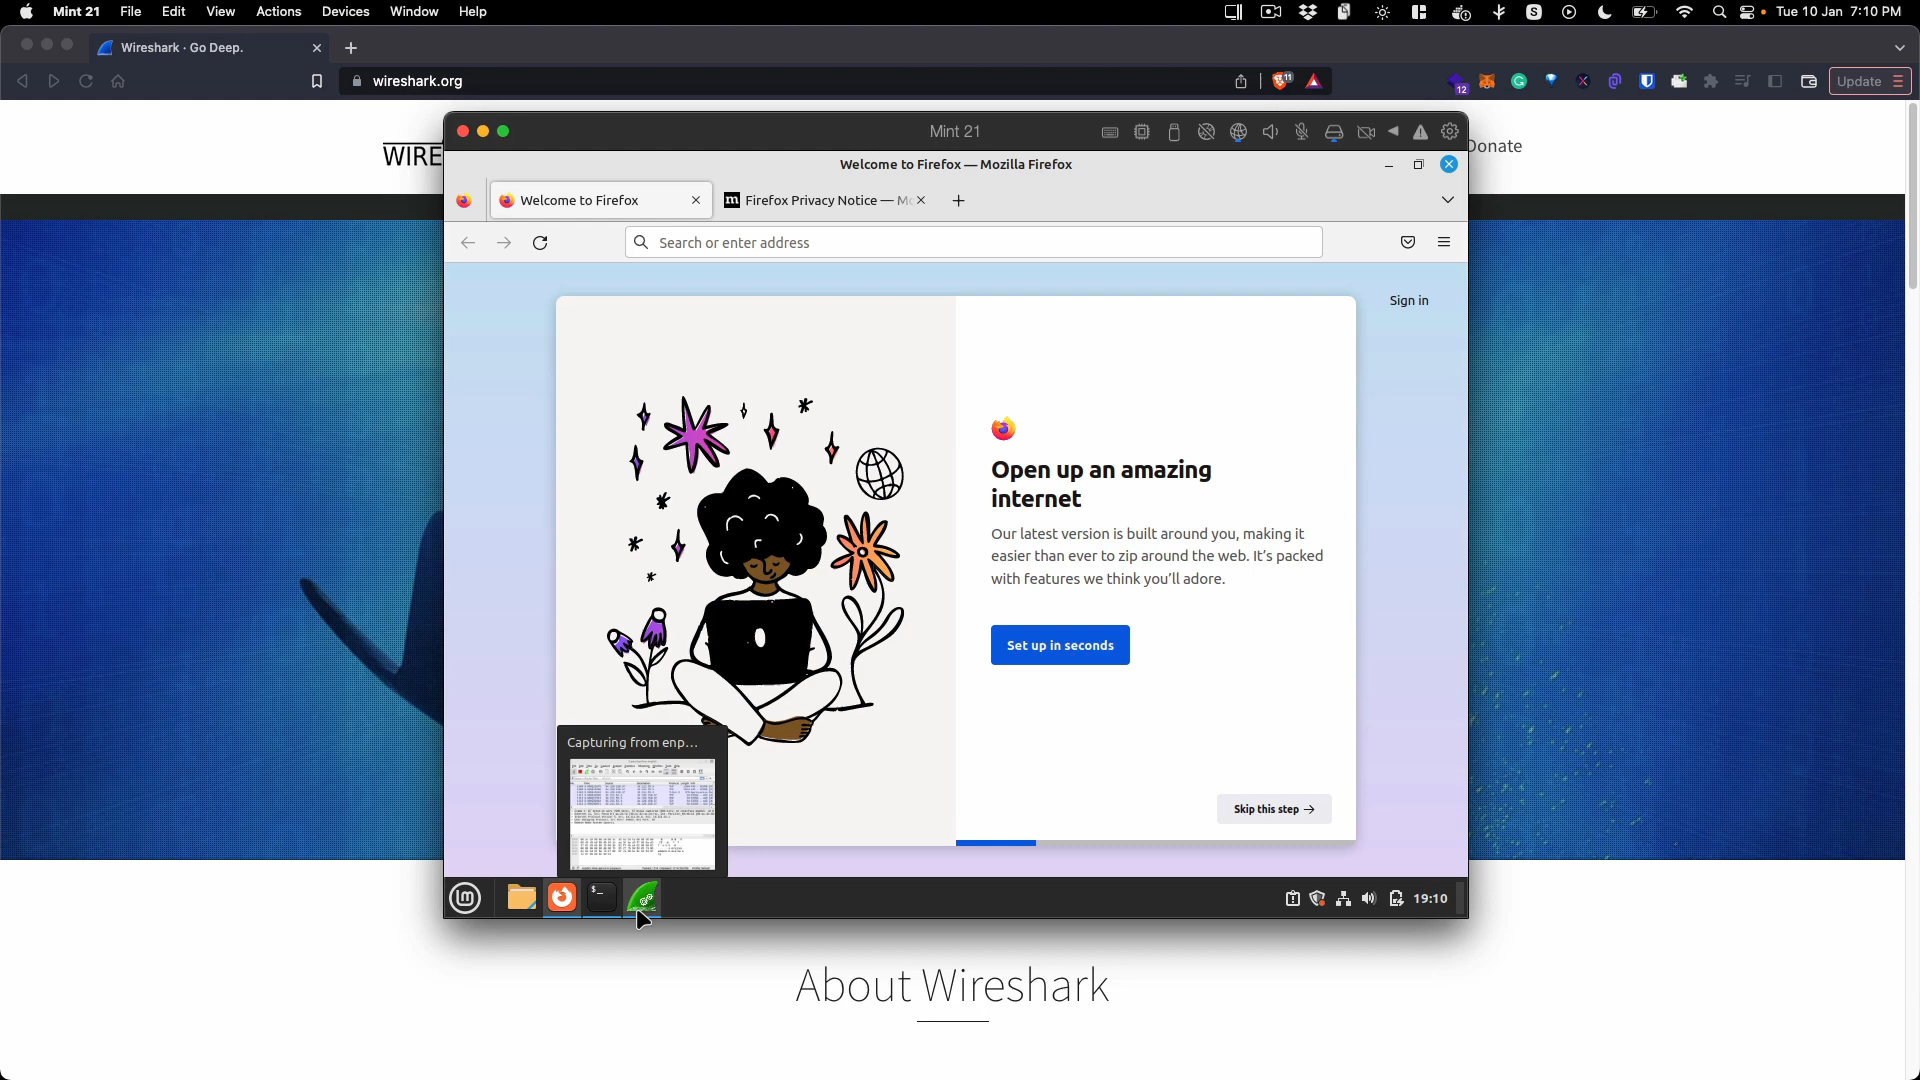 Mint 21 File Edit View Actions Devices Window Help
Tue 10 Jan 7:10 PM
Wireshark · Go Deep.
wireshark.org
11
12
Update
WIRE
Donate
Mint 21
Welcome to Firefox — Mozilla Firefox
Welcome to Firefox
Firefox Privacy Notice —
Search or enter address
Sign in
Open up an amazing
internet
Our latest version is built around you, making it
easier than ever to zip around the web. It’s packed
with features we think you’ll adore.
Set up in seconds
Skip this step →
Capturing from enp...
19:10
About Wireshark